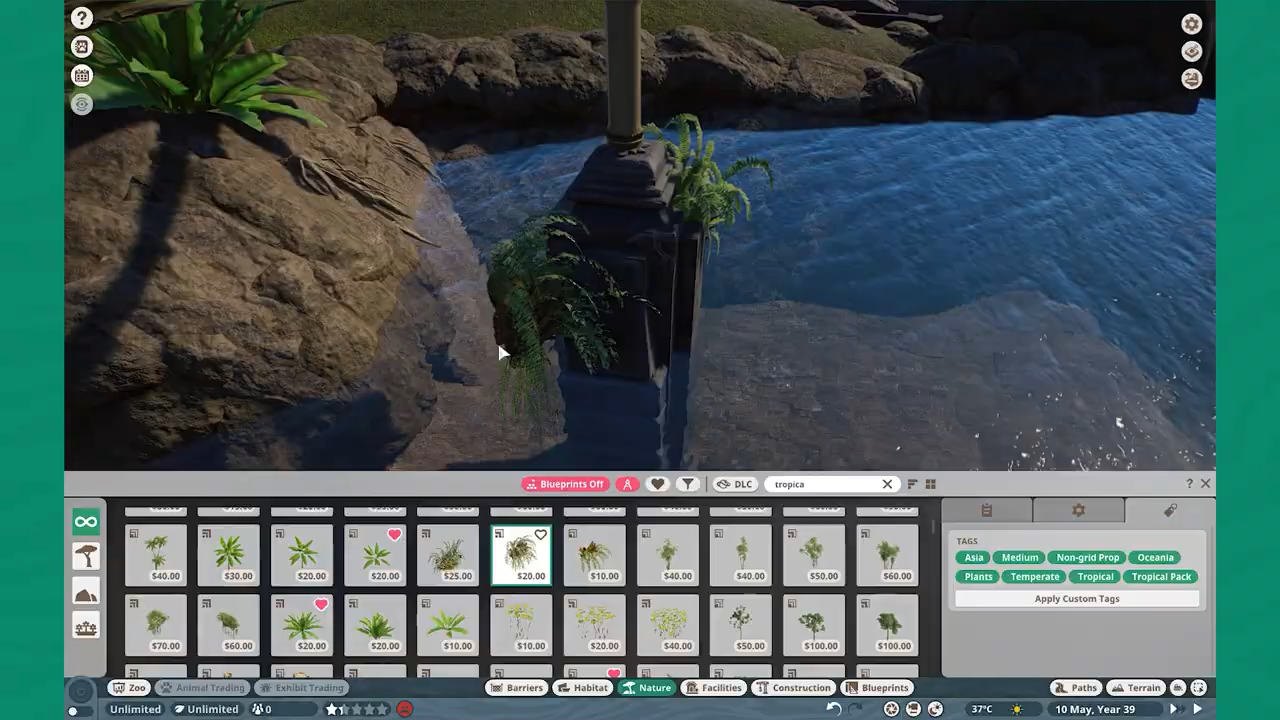 ?
Blueprints Off
DLC
tropica
?
$40.00 $30.00 $20.00 $20.00 $25.00 $20.00 $10.00 $40.00 $40.00 $50.00 $60.00
$70.00 $60.00 $20.00 $20.00 $10.00 $10.00 $20.00 $40.00 $50.00 $100.00 $100.00
TAGS
Asia Medium Non-grid Prop Oceania
Plants Temperate Tropical Tropical Pack
Apply Custom Tags
Zoo Animal Trading Exhibit Trading Barriers Habitat Nature Facilities Construction Blueprints Paths Terrain
Unlimited Unlimited 0 37°C 10 May, Year 39